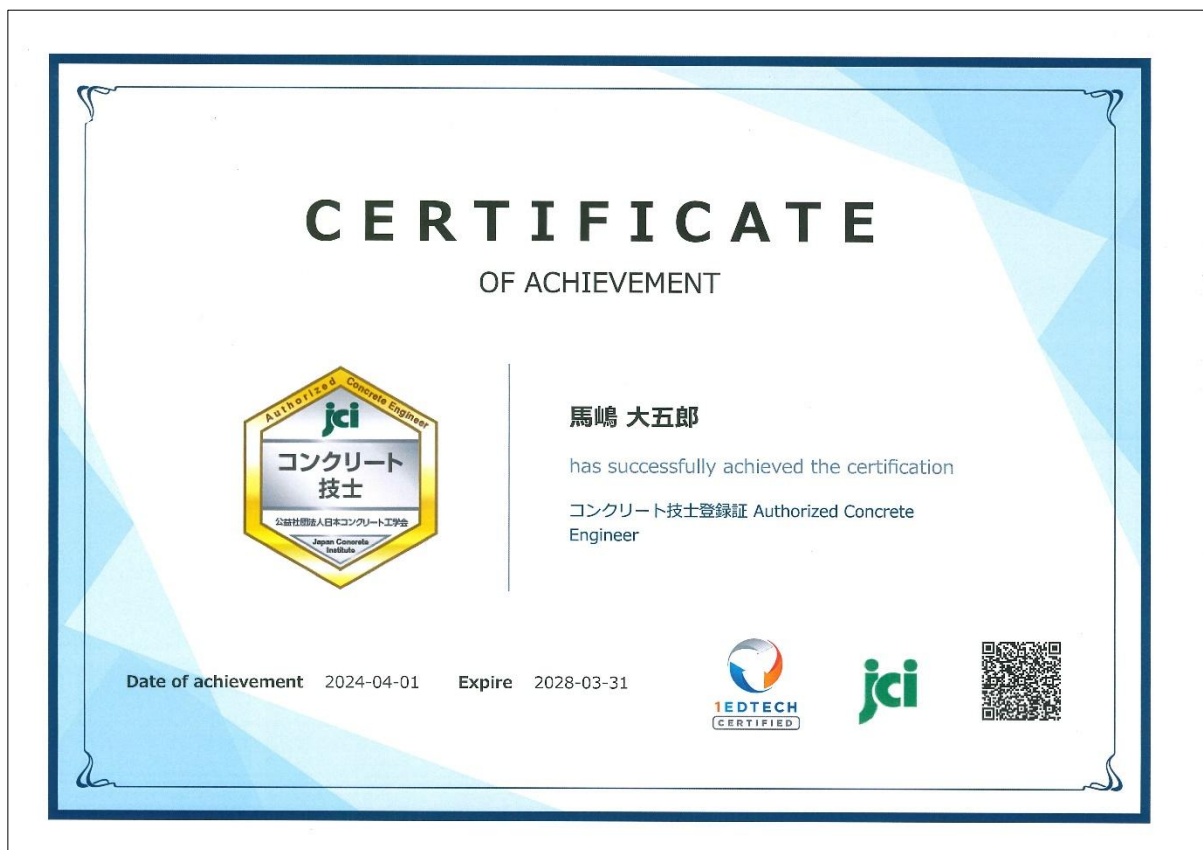 CERTIFICATE
OF ACHIEVEMENT
Authorized Concrete Engineer
jci
コンクリート
技士
公益社団法人日本コンクリート工学会
Japan Concrete
Institute
馬嶋 大五郎
has successfully achieved the certification
コンクリート技士登録証 Authorized Concrete
Engineer
Date of achievement 2024-04-01 Expire 2028-03-31
1EDTECH
CERTIFIED
jci